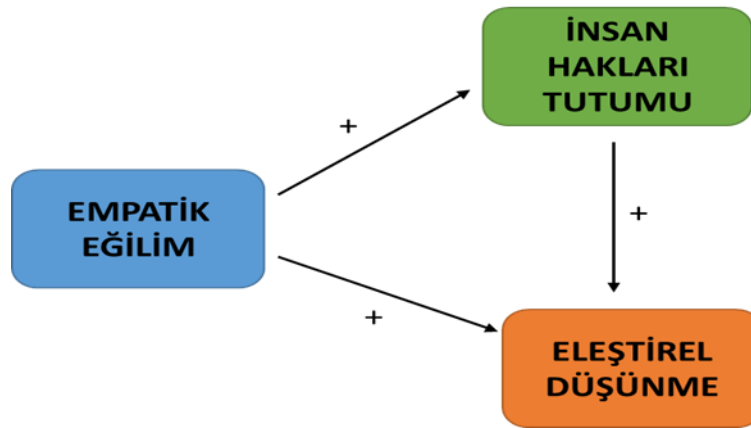 İNSAN
HAKLARI
TUTUMU
+
EMPATİK
EĞİLİM
+
+
ELEŞTİREL
DÜŞÜNME